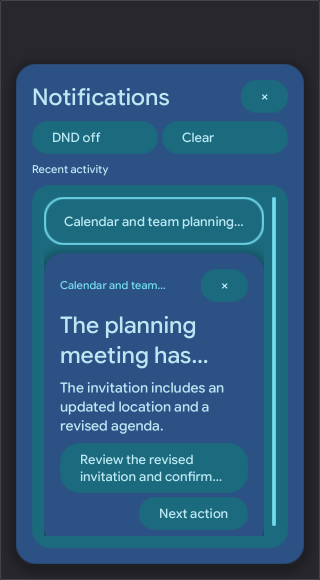 Notifications
×
DND off
Clear
Recent activity
Calendar and team planning...
Calendar and team...
×
The planning
meeting has...
The invitation includes an
updated location and a
revised agenda.
Review the revised
invitation and confirm...
Next action